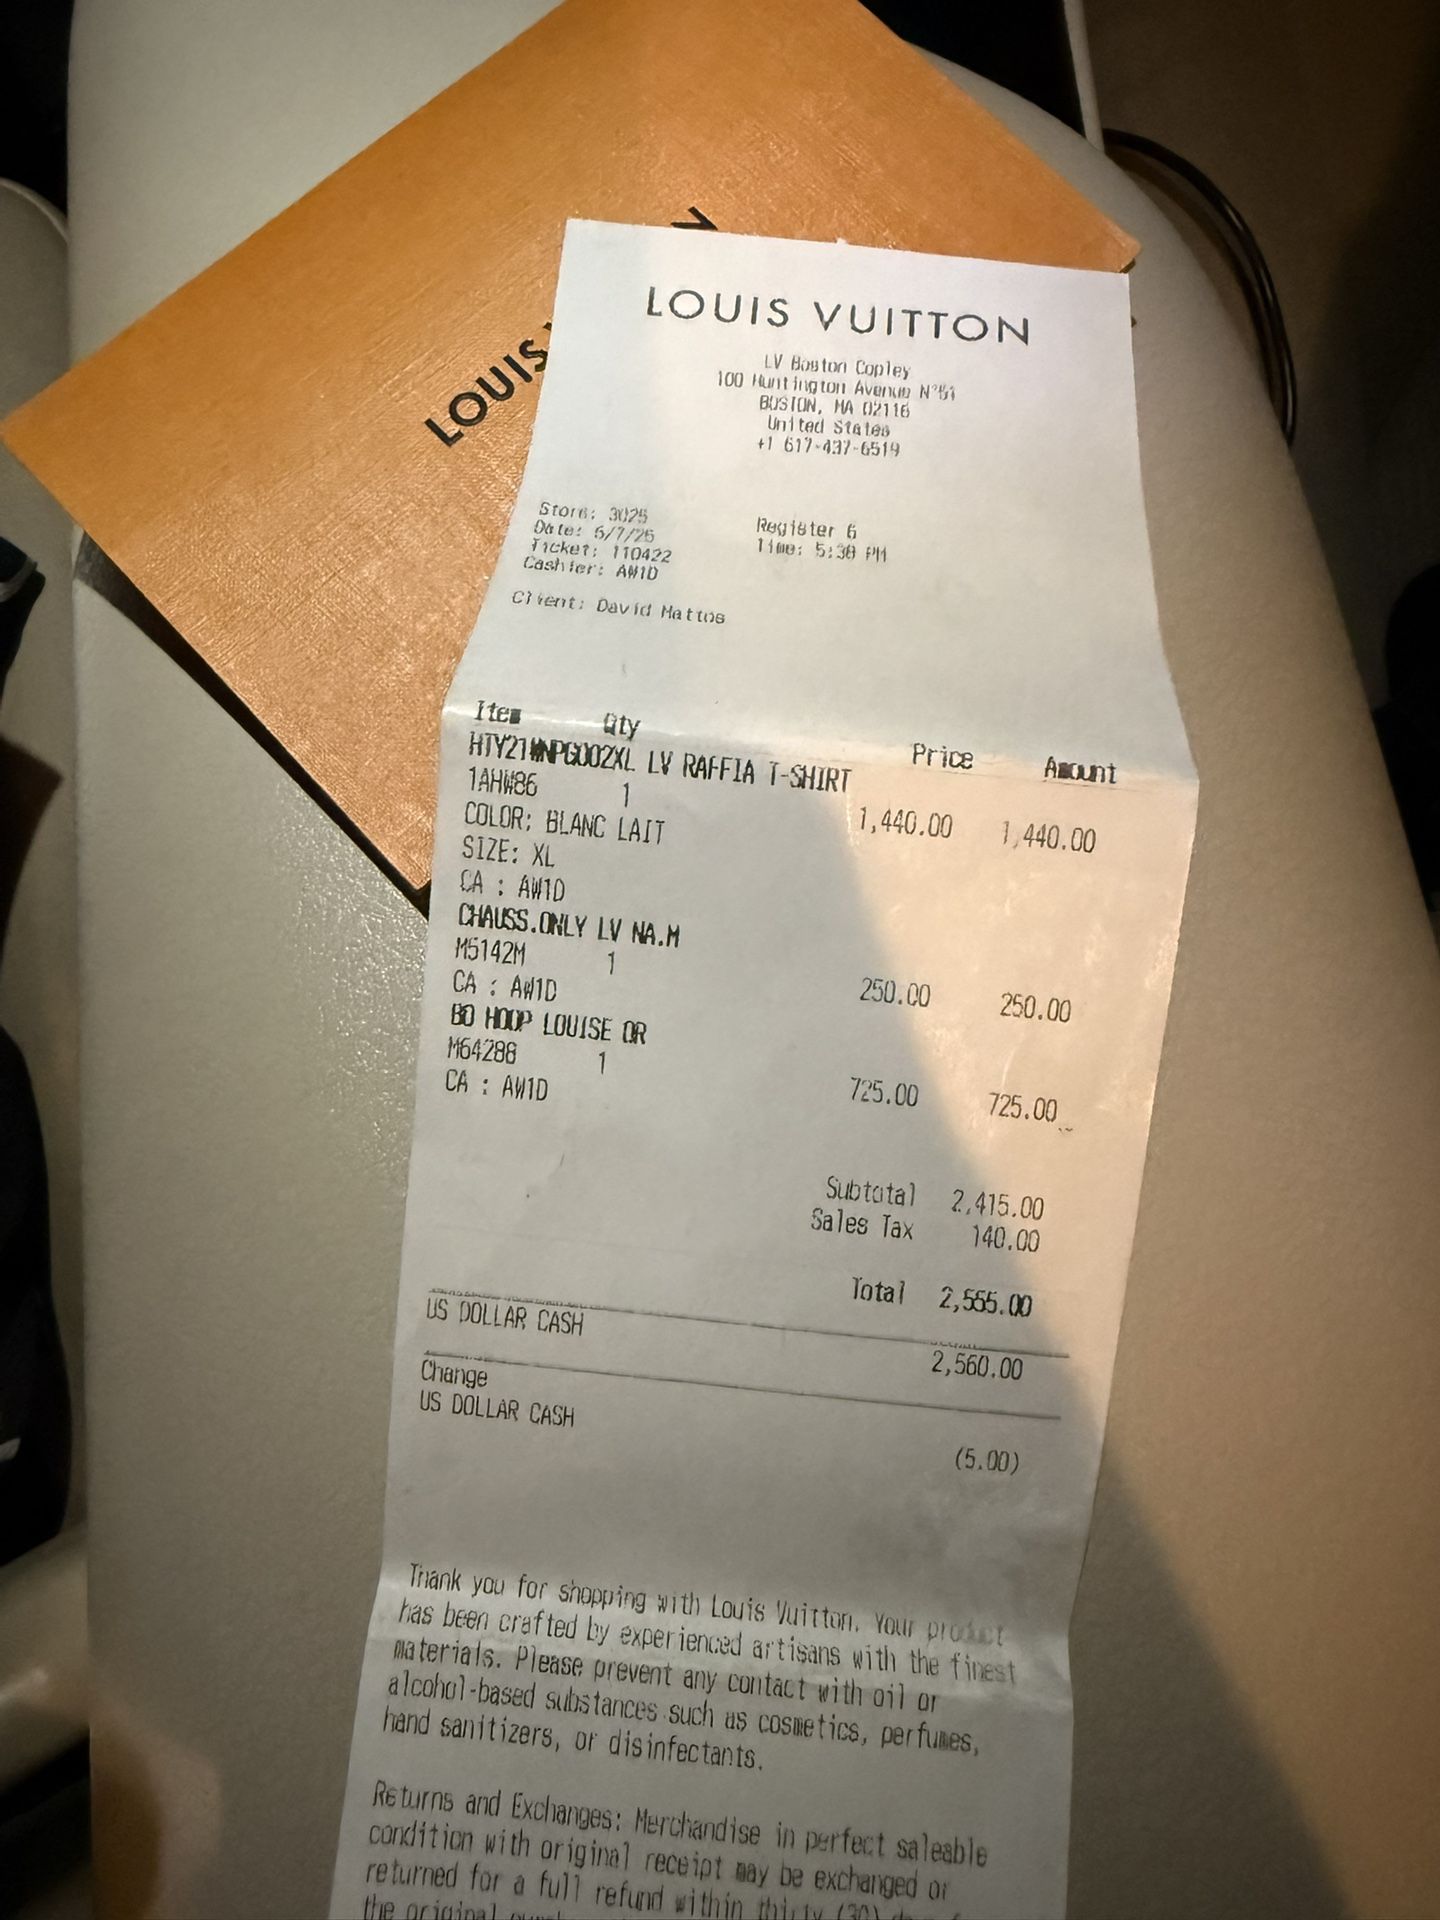 LOUIS V
LOUIS VUITTON
LV Boston Copley
100 Huntington Avenue N°51
BOSTON, MA 02116
United States
+1 617-437-6519
Store: 3025 Register 6
Date: Time: 5:38 PM
Ticket: 110422
Cashier: AW1D
Client: David Mattos
Item Qty Price Amount
LV RAFFIA T-SHIRT
1AHW86 1 1,440.00 1,440.00
COLOR: BLANC LAIT
SIZE: XL
CA : AW1D
CHAUSS.ONLY LV NA.M
M5142M 1 250.00 250.00
CA : AW1D
BO HOOP LOUISE OR
M64288 1 725.00 725.00
CA : AW1D
Subtotal 2,415.00
Sales Tax 140.00
Total 2,555.00
US DOLLAR CASH 2,560.00
Change
US DOLLAR CASH (5.00)
Thank you for shopping with Louis Vuitton. Your product
has been crafted by experienced artisans with the finest
materials. Please prevent any contact with oil or
alcohol-based substances such as cosmetics, perfumes,
hand sanitizers, or disinfectants.
Returns and Exchanges: Merchandise in perfect saleable
condition with original receipt may be exchanged or
returned for a full refund within thirty (30)
the original